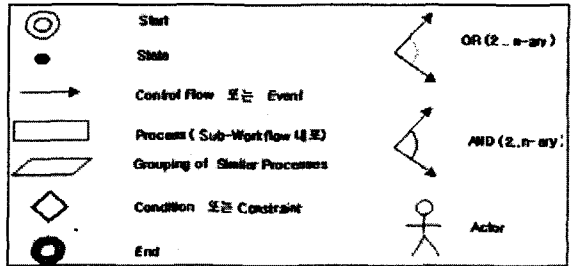 Start
State
Control flow 또는 Event
Process ( Sub-Workflow 내포)
Grouping of Similar Processes
Condition 또는 Constraint
End
OR (2.. n-ary)
AND (2..n-ary)
Actor